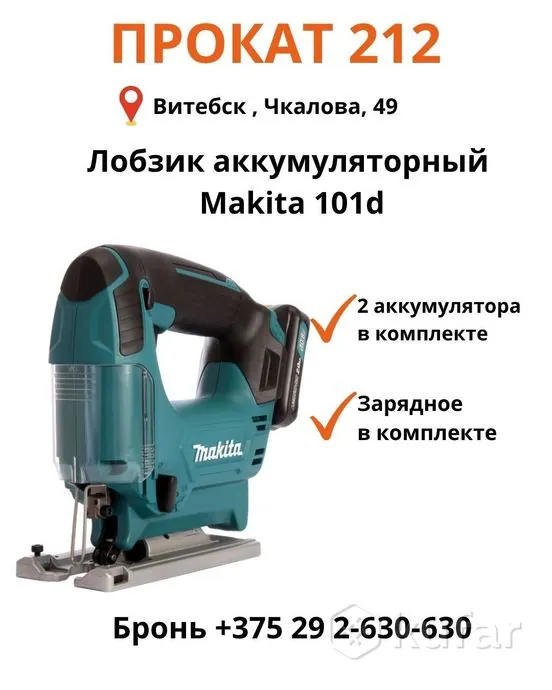 ПРОКАТ 212
Витебск , Чкалова, 49
Лобзик аккумуляторный
Makita 101d
2 аккумулятора
в комплекте
Зарядное
в комплекте
makita
Бронь +375 29 2-630-630
kufar